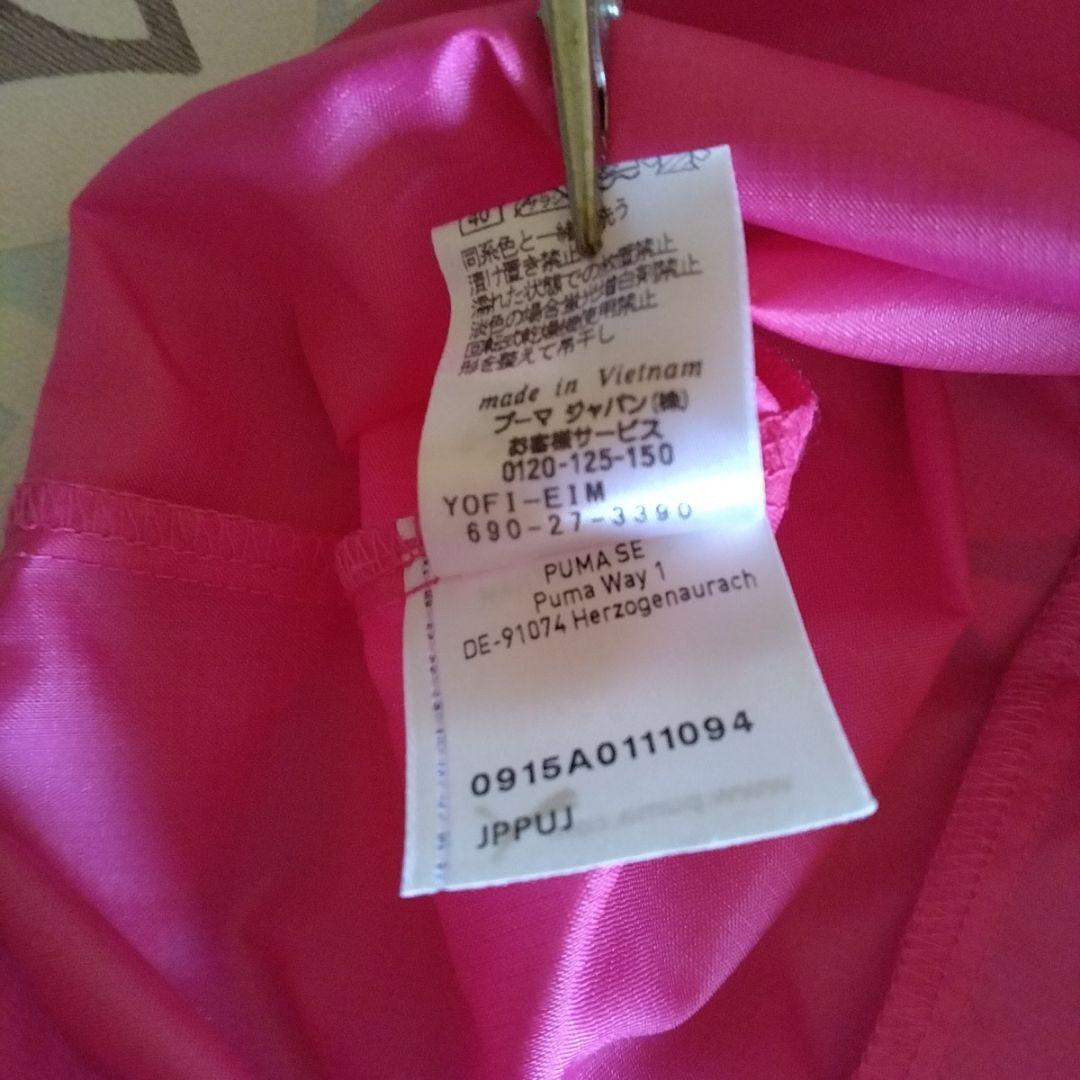 40
同系色と一緒 洗う
漬け置き禁止
濡れた状態での放置禁止
淡色の場合蛍光増白剤禁止
回転式乾燥機使用禁止
形を整えて吊干し
made in Vietnam
プーマ ジャパン(株)
お客様サービス
0120-125-150
YOFI-EIM
690-27-3390
PUMA SE
Puma Way 1
DE-91074 Herzogenaurach
0915A0111094
JPPUJ